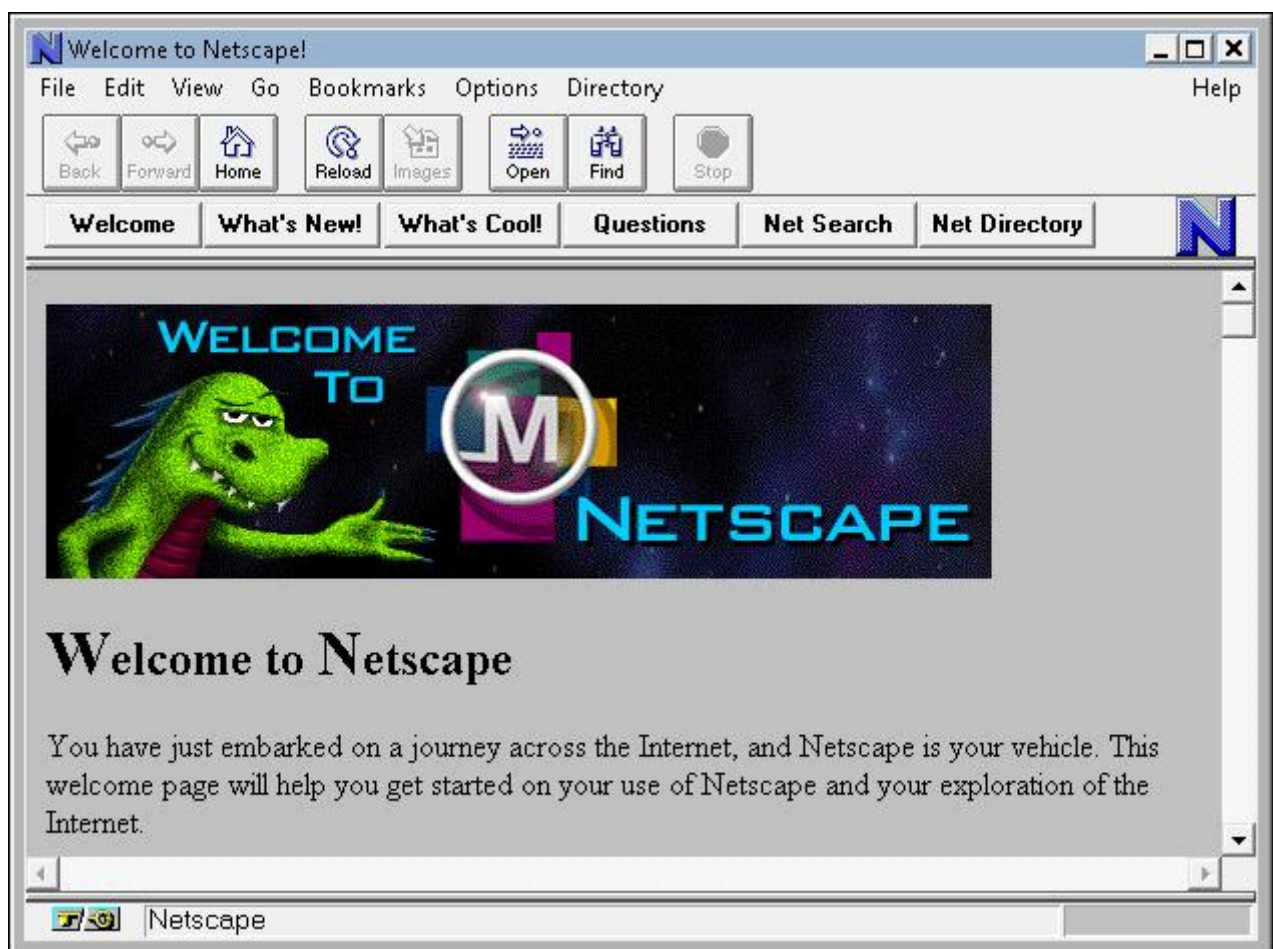 Welcome to Netscape!
File Edit View Go Bookmarks Options Directory Help
Back Forward Home Reload Images Open Find Stop
Welcome What's New! What's Cool! Questions Net Search Net Directory N
WELCOME
TO
M
NETSCAPE
Welcome to Netscape
You have just embarked on a journey across the Internet, and Netscape is your vehicle. This
welcome page will help you get started on your use of Netscape and your exploration of the
Internet.
Netscape